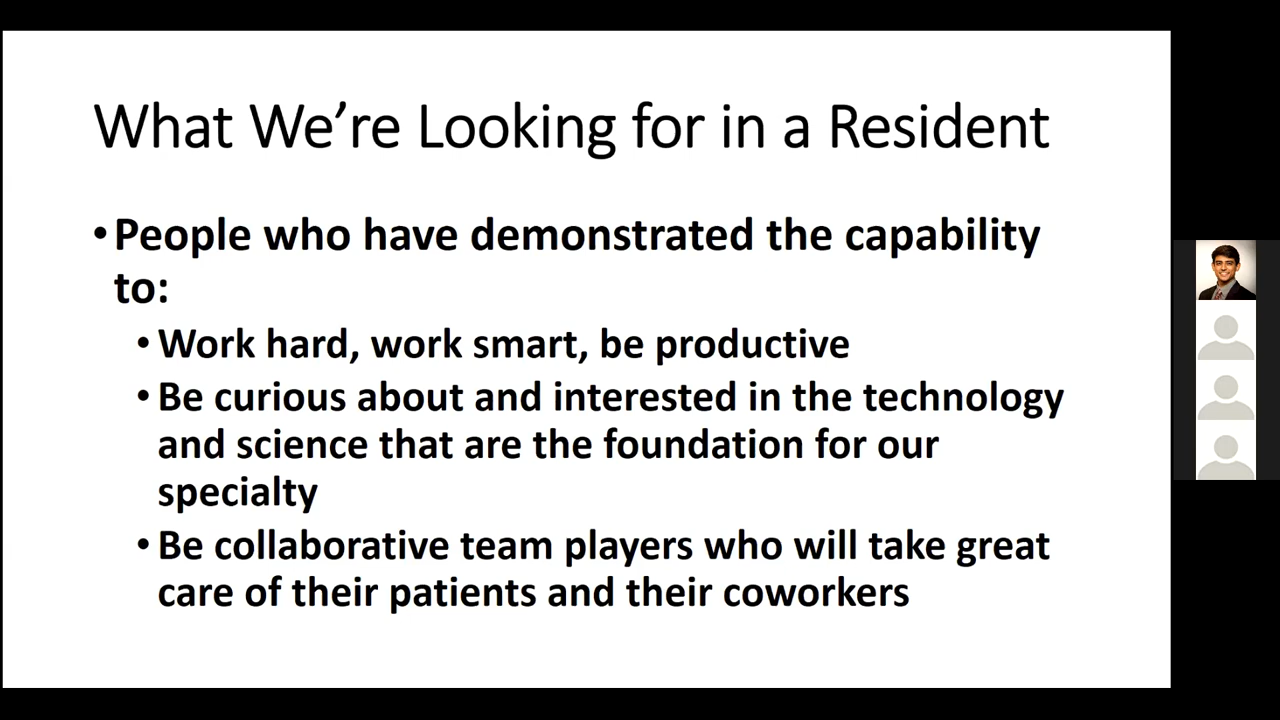 What We’re Looking for in a Resident
• People who have demonstrated the capability
to:
• Work hard, work smart, be productive
• Be curious about and interested in the technology
and science that are the foundation for our
specialty
• Be collaborative team players who will take great
care of their patients and their coworkers